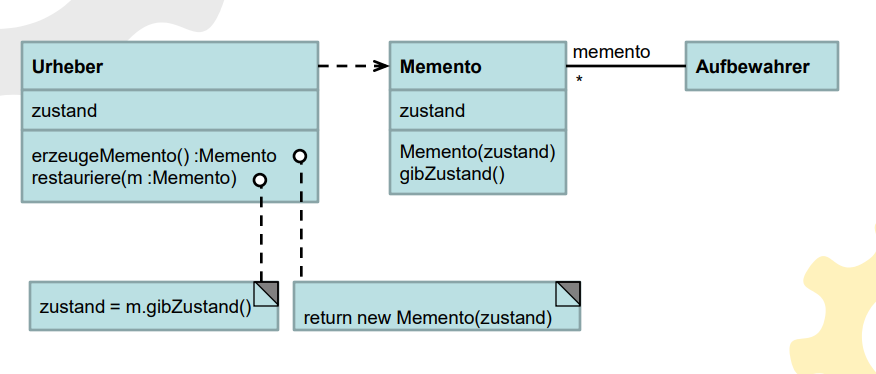 Urheber
zustand
erzeugeMemento() :Memento
restauriere(m :Memento)
Memento
zustand
Memento(zustand)
gibZustand()
memento
*
Aufbewahrer
zustand = m.gibZustand()
return new Memento(zustand)